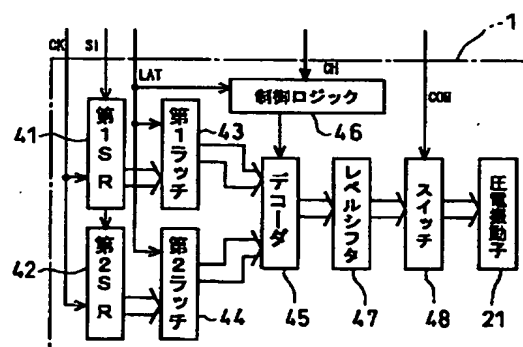 1
CK
SI
LAT
CH
COM
制御ロジック
46
41
第1SR
第1ラッチ
43
デコーダ
レベルシフタ
スイッチ
圧電振動子
42
第2SR
第2ラッチ
44
45
47
48
21